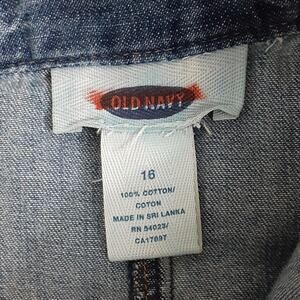 OLD NAVY
16
100% COTTON/
COTON
MADE IN SRI LANKA
RN 54023/
CA17897